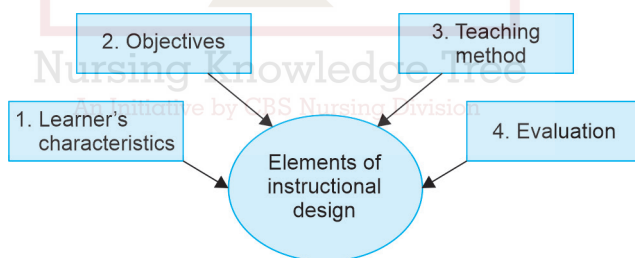 2. Objectives
3. Teaching
method
Nursing Knowledge Tree
An Initiative by CBS Nursing Division
1. Learner's
characteristics
4. Evaluation
Elements of
instructional
design